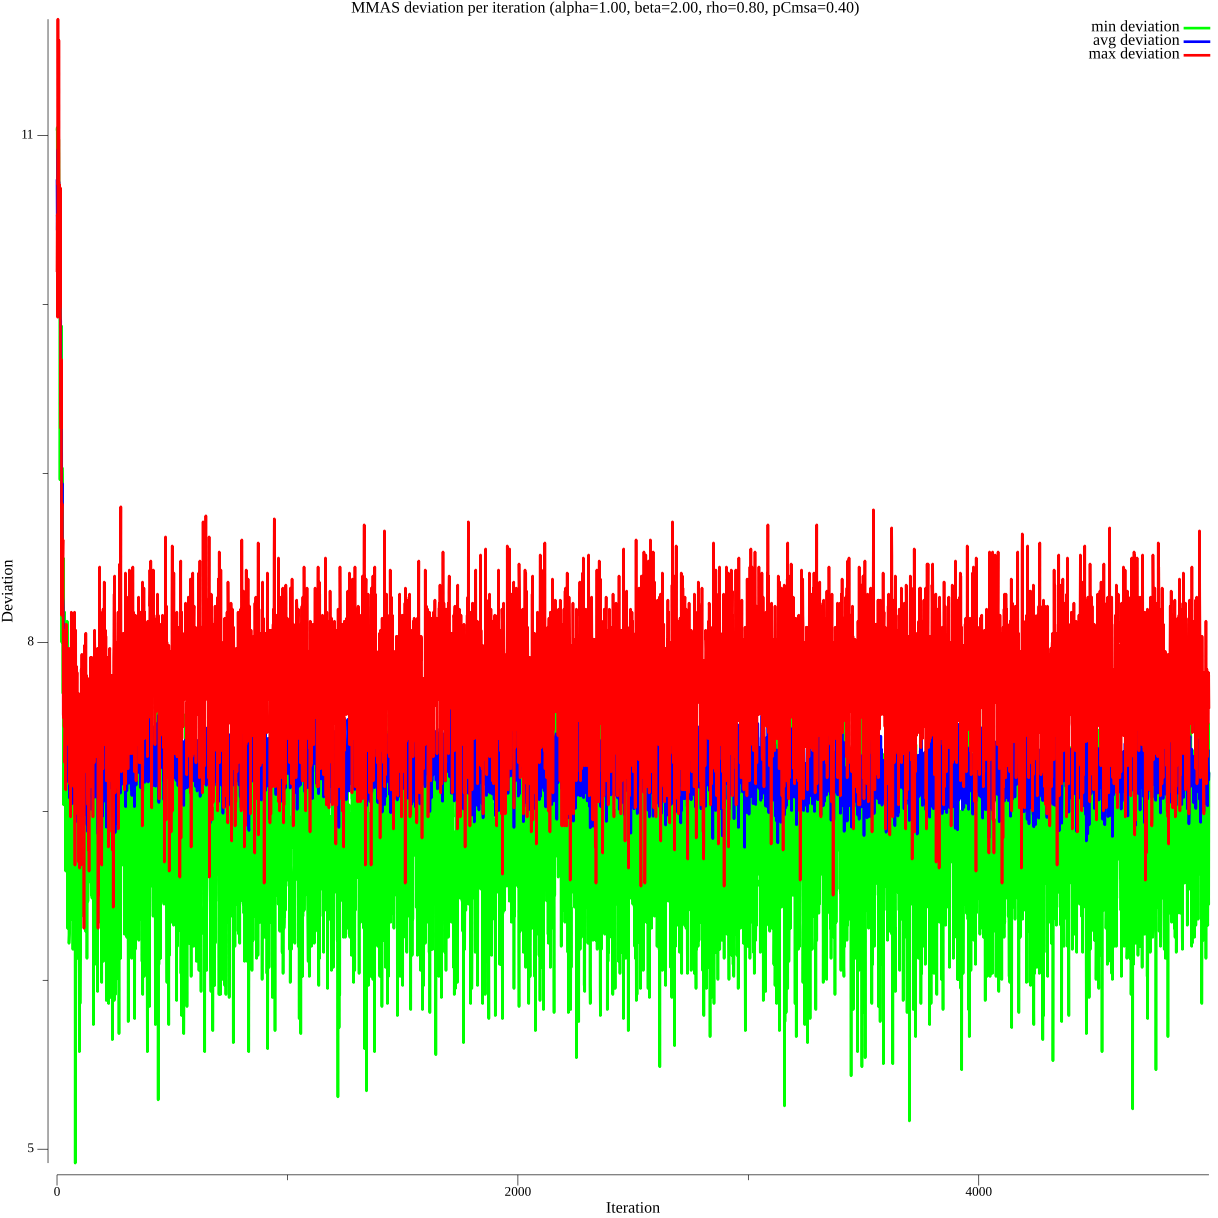 MMAS deviation per iteration (alpha=1.00, beta=2.00, rho=0.80, pCmsa=0.40)
min deviation
avg deviation
max deviation
11
8
5
Deviation
0
2000
4000
Iteration